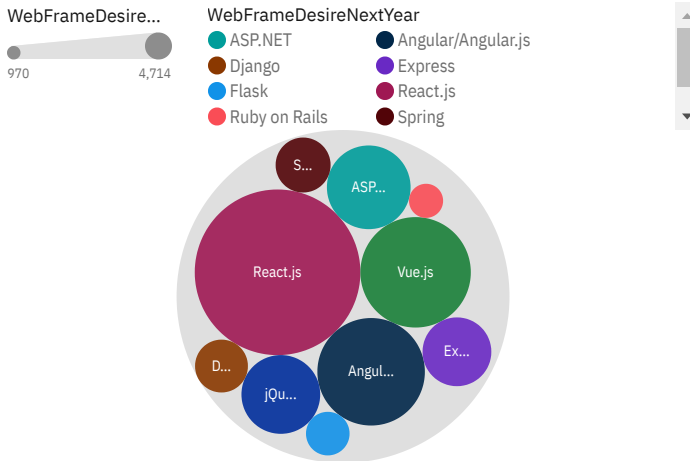 WebFrameDesire...
970
4,714
WebFrameDesireNextYear
ASP.NET
Angular/Angular.js
Django
Express
Flask
React.js
Ruby on Rails
Spring
S...
ASP...
React.js
Vue.js
Ex...
D...
Angul...
jQu...